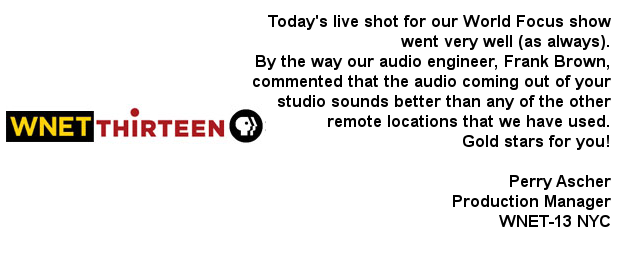 Today's live shot for our World Focus show
went very well (as always).
By the way our audio engineer, Frank Brown,
commented that the audio coming out of your
studio sounds better than any of the other
remote locations that we have used.
Gold stars for you!
WNET THIRTEEN
Perry Ascher
Production Manager
WNET-13 NYC